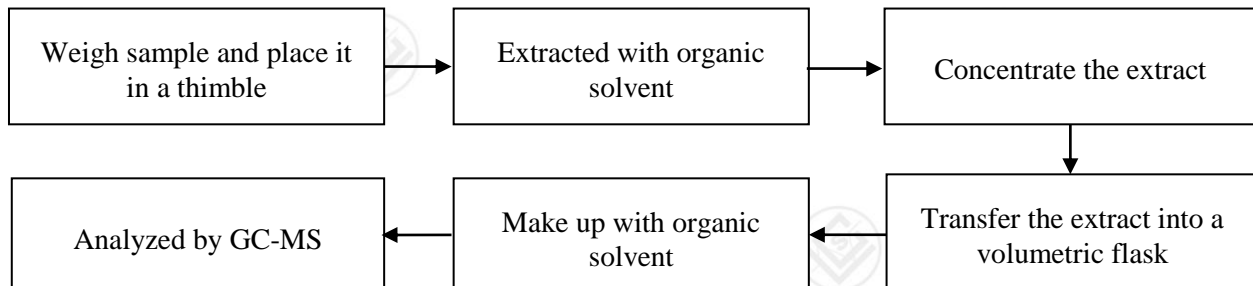 Weigh sample and place it
in a thimble
Extracted with organic
solvent
Concentrate the extract
Transfer the extract into a
volumetric flask
Make up with organic
solvent
Analyzed by GC-MS